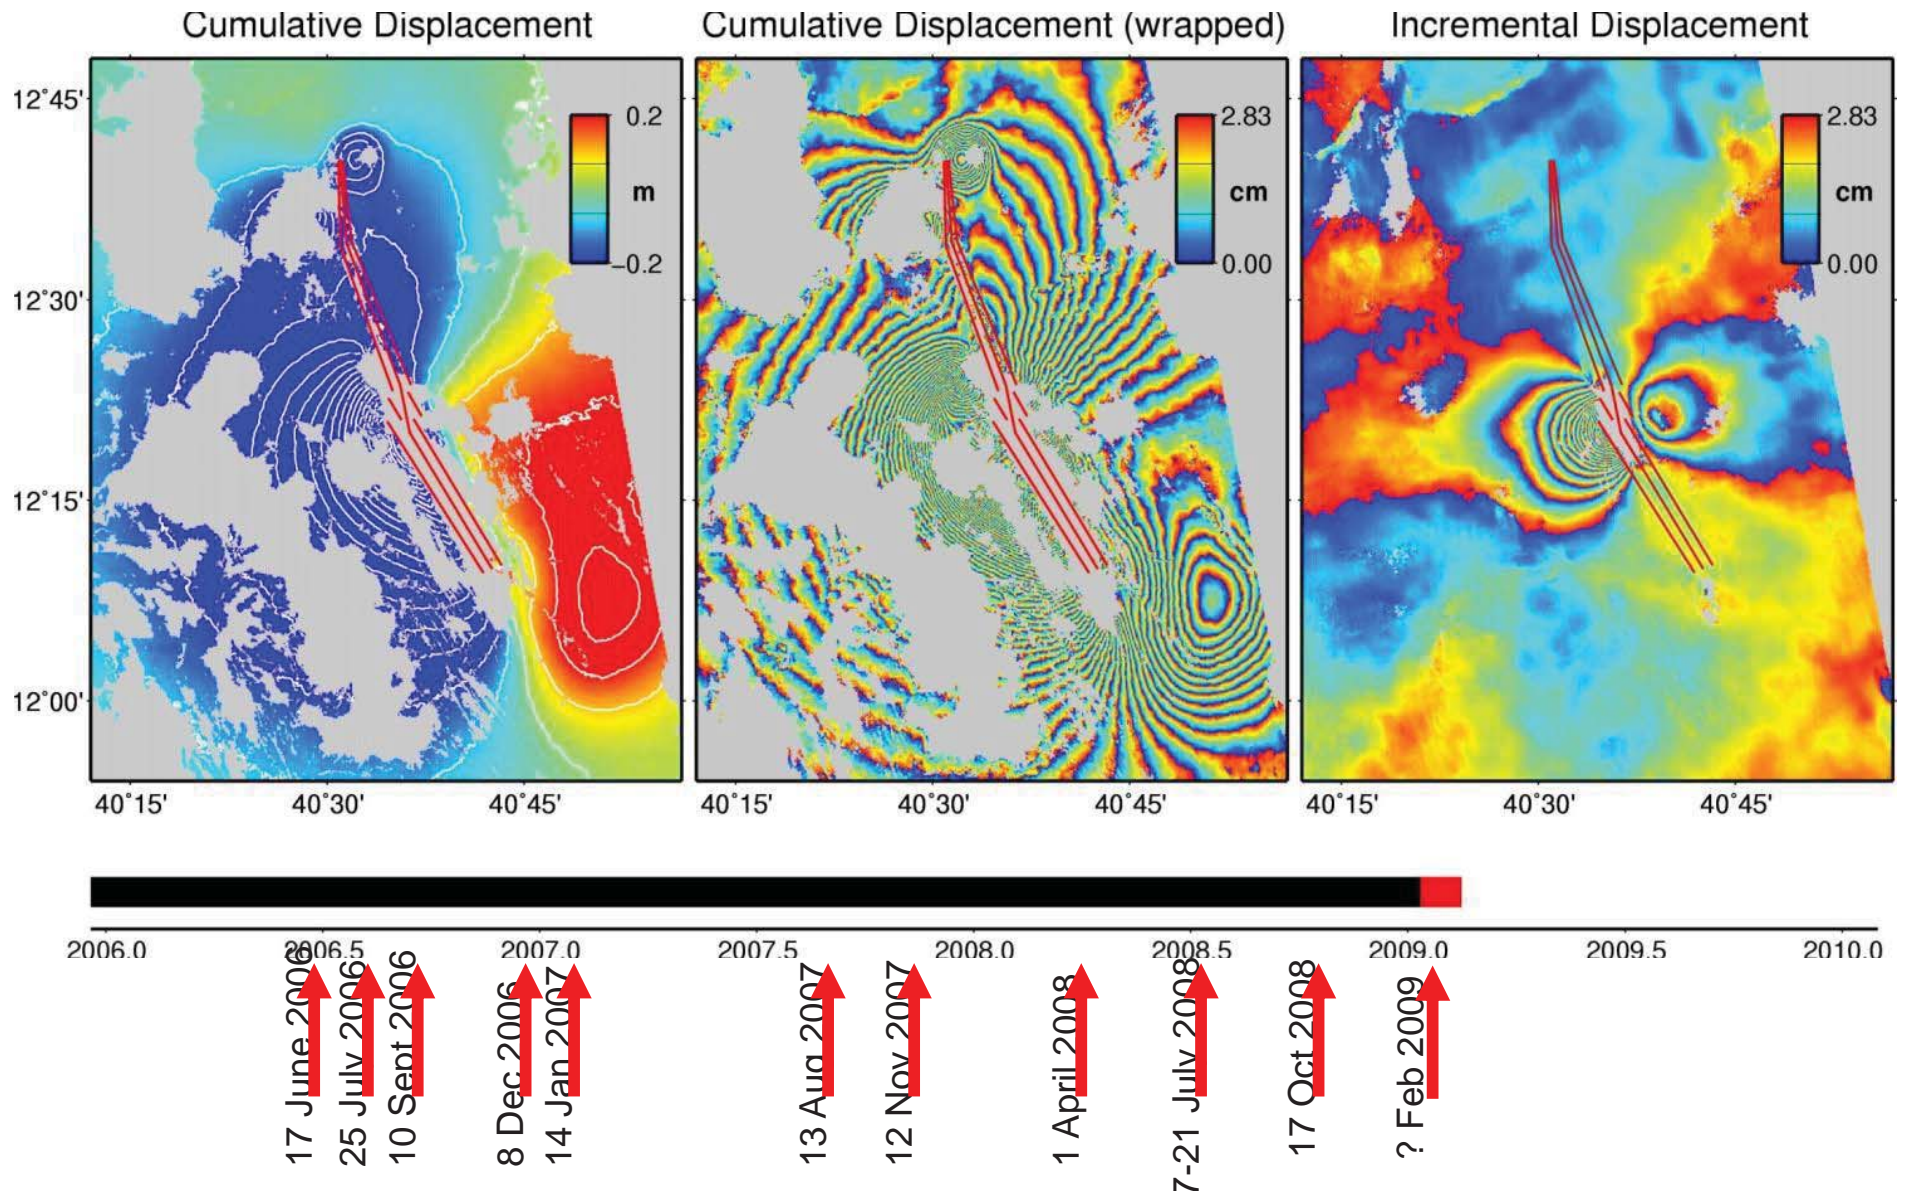 Cumulative Displacement
Cumulative Displacement (wrapped)
Incremental Displacement
12°45'
12°30'
12°15'
12°00'
0.2
m
−0.2
2.83
cm
0.00
2.83
cm
0.00
40°15'
40°30'
40°45'
40°15'
40°30'
40°45'
40°15'
40°30'
40°45'
2006.0
2006.5
2007.0
2007.5
2008.0
2008.5
2009.0
2009.5
2010.0
17 June 2006
25 July 2006
10 Sept 2006
8 Dec 2006
14 Jan 2007
13 Aug 2007
12 Nov 2007
1 April 2008
7-21 July 2008
17 Oct 2008
? Feb 2009